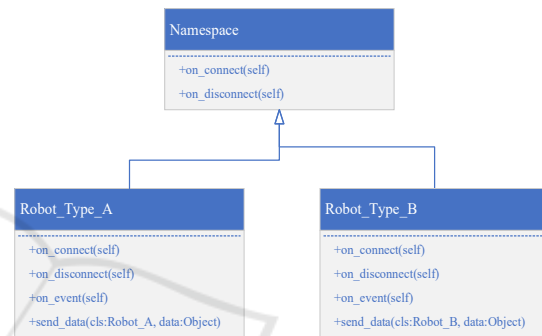 Namespace
+on_connect(self)
+on_disconnect(self)
Robot_Type_A
+on_connect(self)
+on_disconnect(self)
+on_event(self)
+send_data(cls:Robot_A, data:Object)
Robot_Type_B
+on_connect(self)
+on_disconnect(self)
+on_event(self)
+send_data(cls:Robot_B, data:Object)